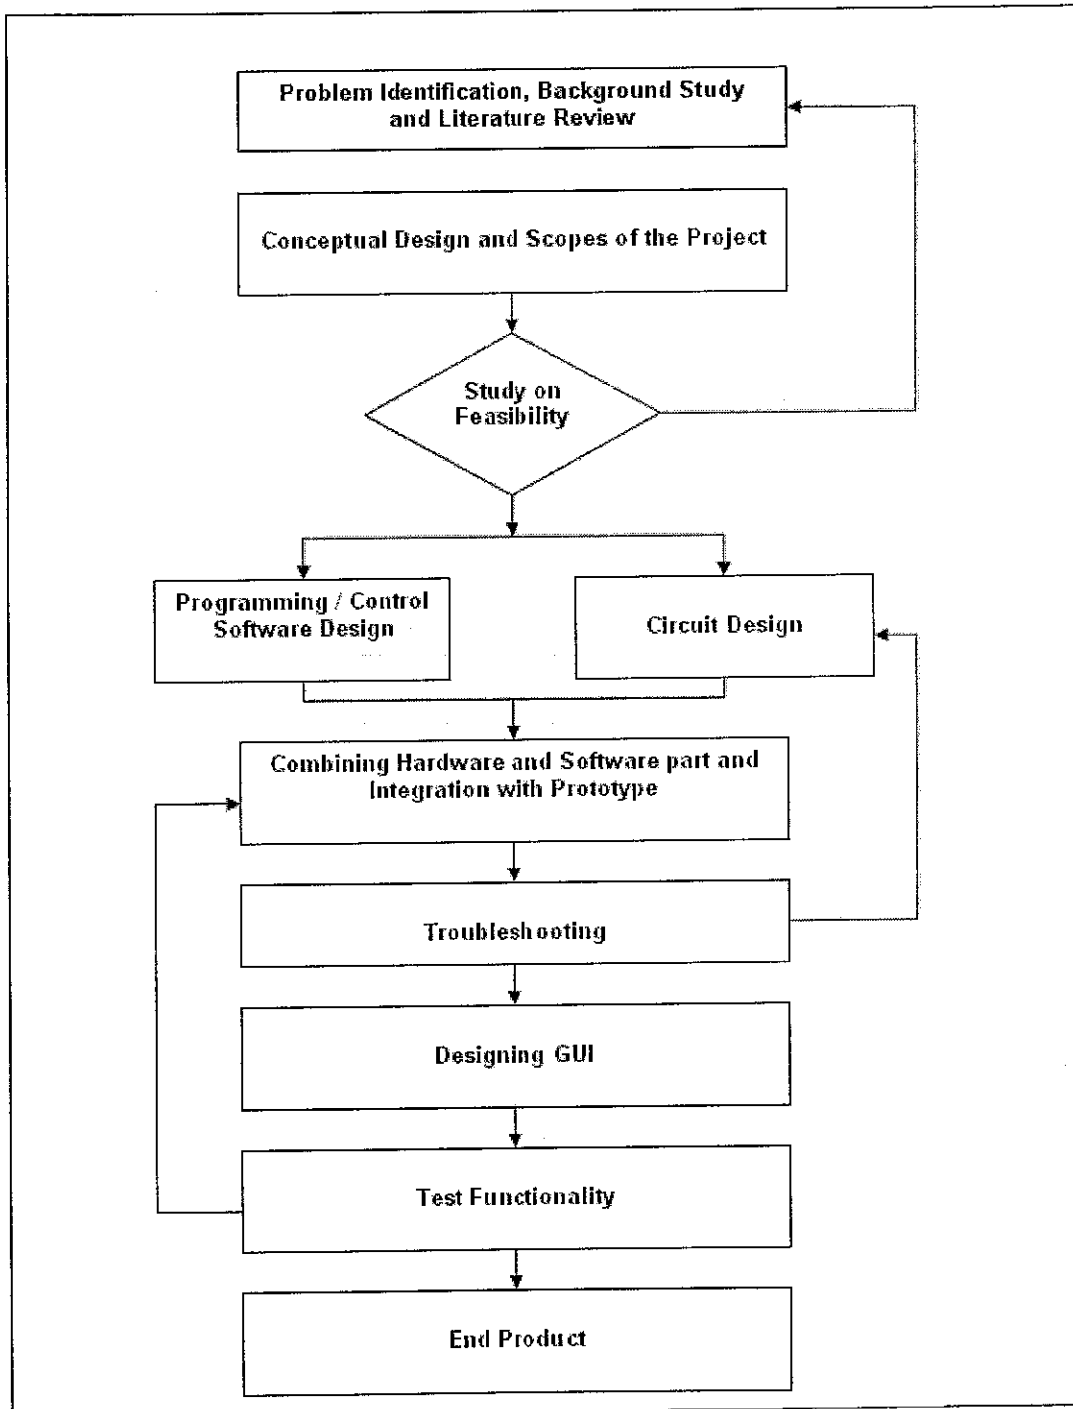 Problem Identification, Background Study
and Literature Review
Conceptual Design and Scopes of the Project
Study on
Feasibility
Programming / Control
Software Design
Circuit Design
Combining Hardware and Software part and
Integration with Prototype
Troubleshooting
Designing GUI
Test Functionality
End Product